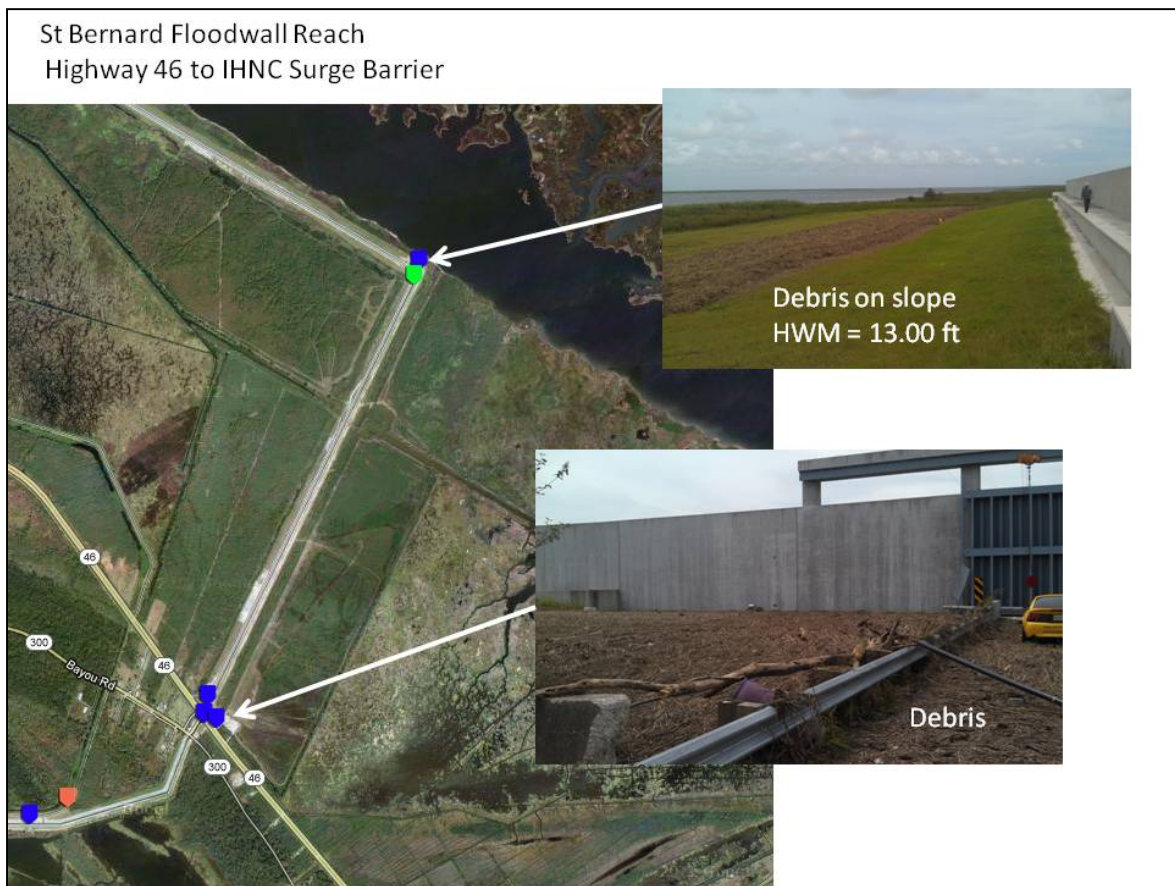 St Bernard Floodwall Reach
Highway 46 to IHNC Surge Barrier
Debris on slope
HWM = 13.00 ft
46
300
Bayou Rd
46
Debris
300
46